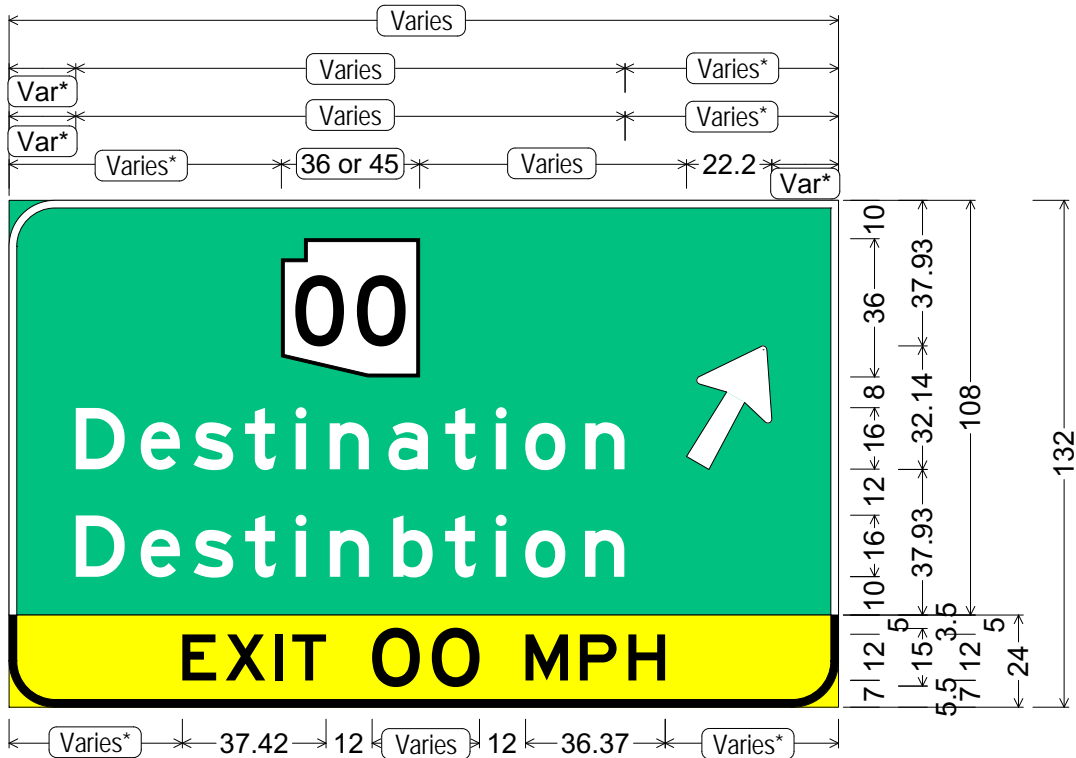 Varies
Varies Varies*
Var*
Varies Varies*
Var*
Varies* 36 or 45 Varies 22.2
Var*
00
Destination
Destinbtion
EXIT 00 MPH
10
36
8
16
12
16
10
37.93
32.14
37.93
108
132
5
12
7
3.5
15
5.5
5
12
7
24
Varies* 37.42 12 Varies 12 36.37 Varies*